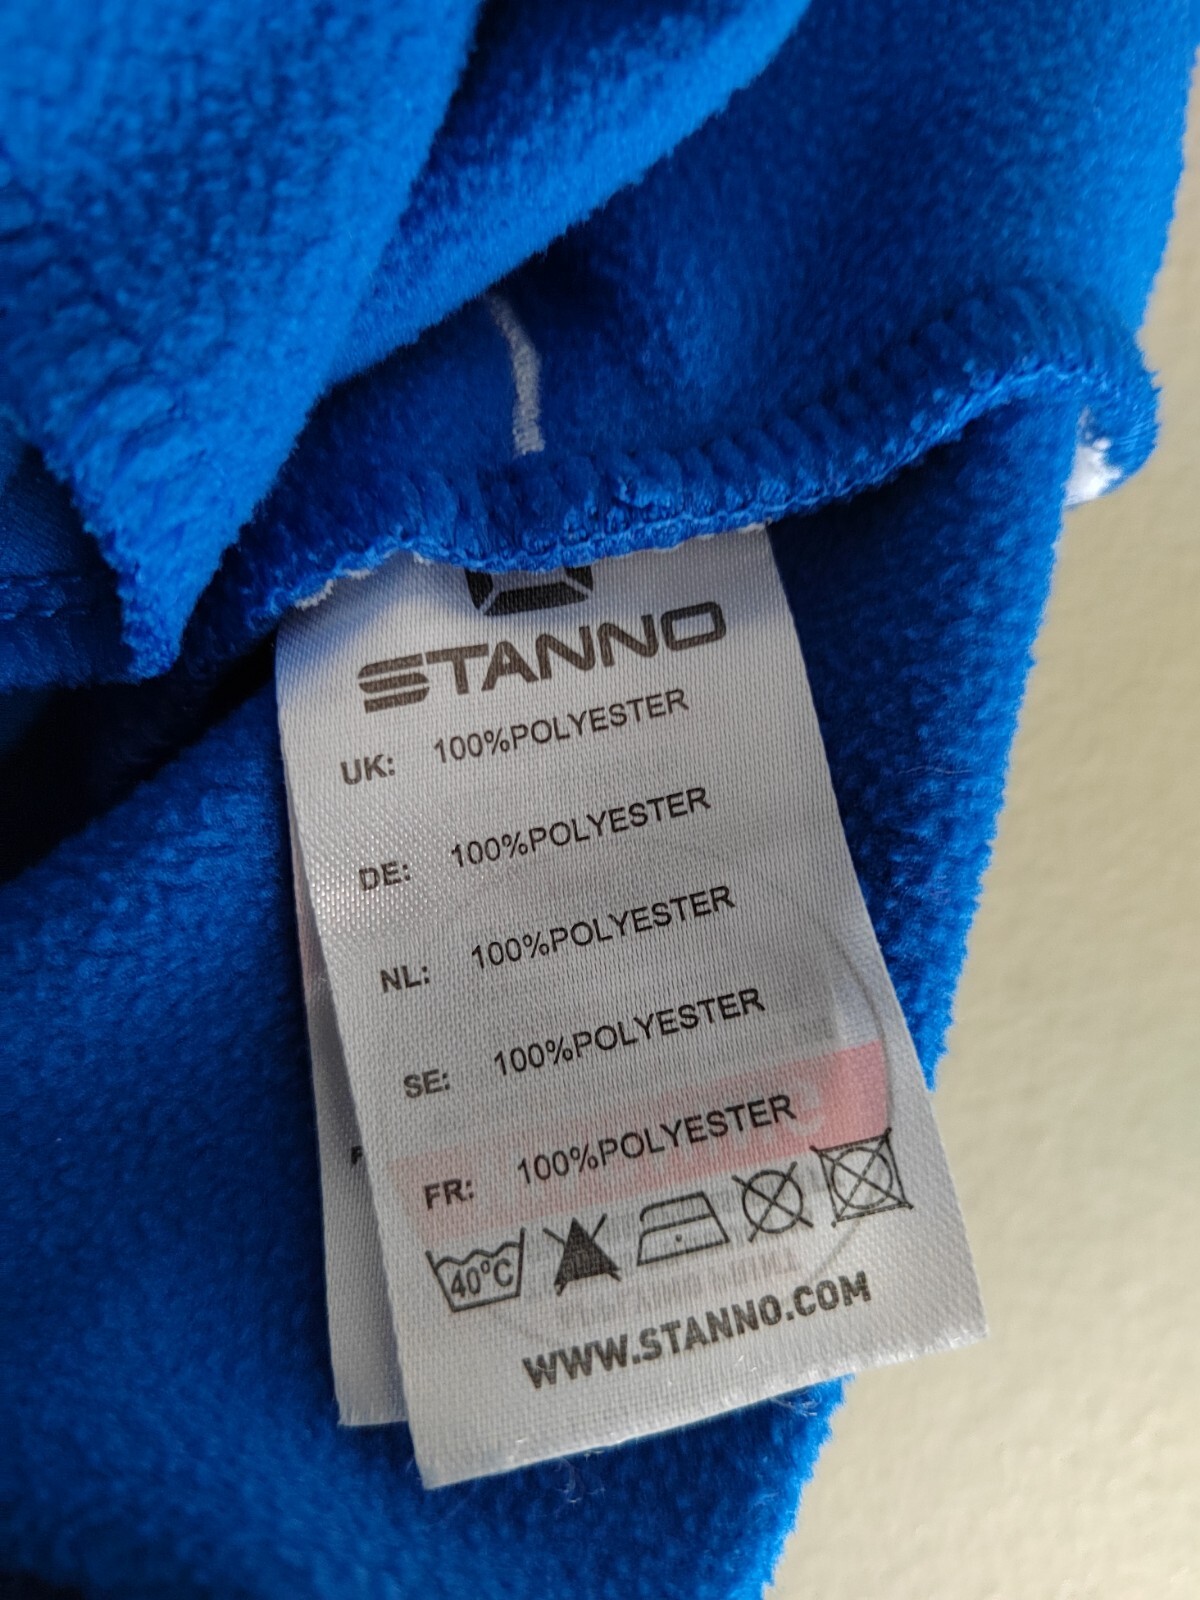 STANNO
UK: 100%POLYESTER
DE: 100%POLYESTER
NL: 100%POLYESTER
SE: 100%POLYESTER
FR: 100%POLYESTER
40°C
WWW.STANNO.COM